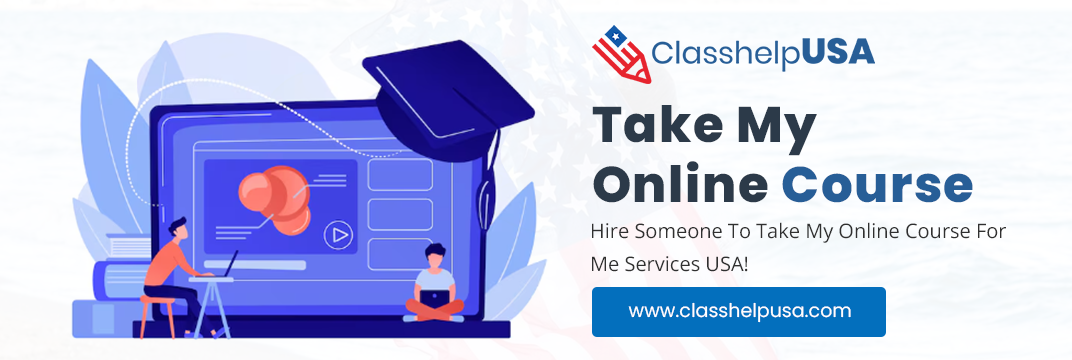 ClasshelpUSA
Take My
Online Course
Hire Someone To Take My Online Course For
Me Services USA!
www.classhelpusa.com